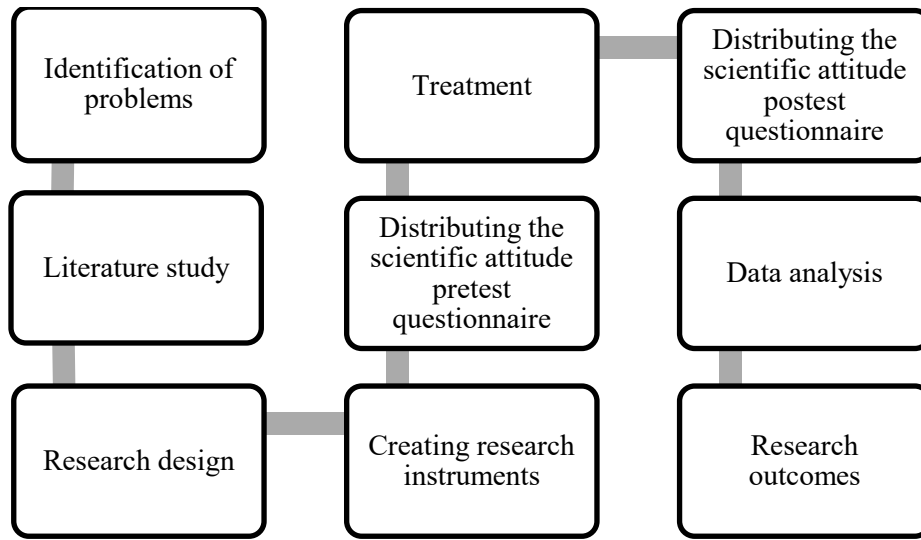 Identification of
problems
Literature study
Research design
Creating research
instruments
Distributing the
scientific attitude
pretest
questionnaire
Treatment
Distributing the
scientific attitude
postest
questionnaire
Data analysis
Research
outcomes